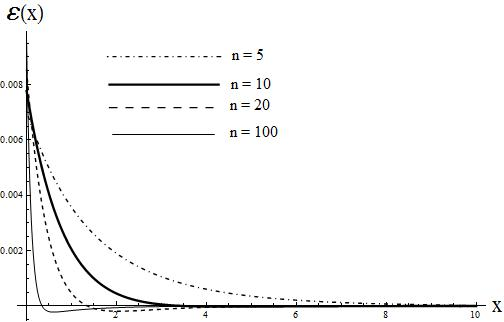 ε(x)
n = 5
n = 10
0.008
n = 20
n = 100
0.006
0.004
0.002
2 4 6 8 10 x